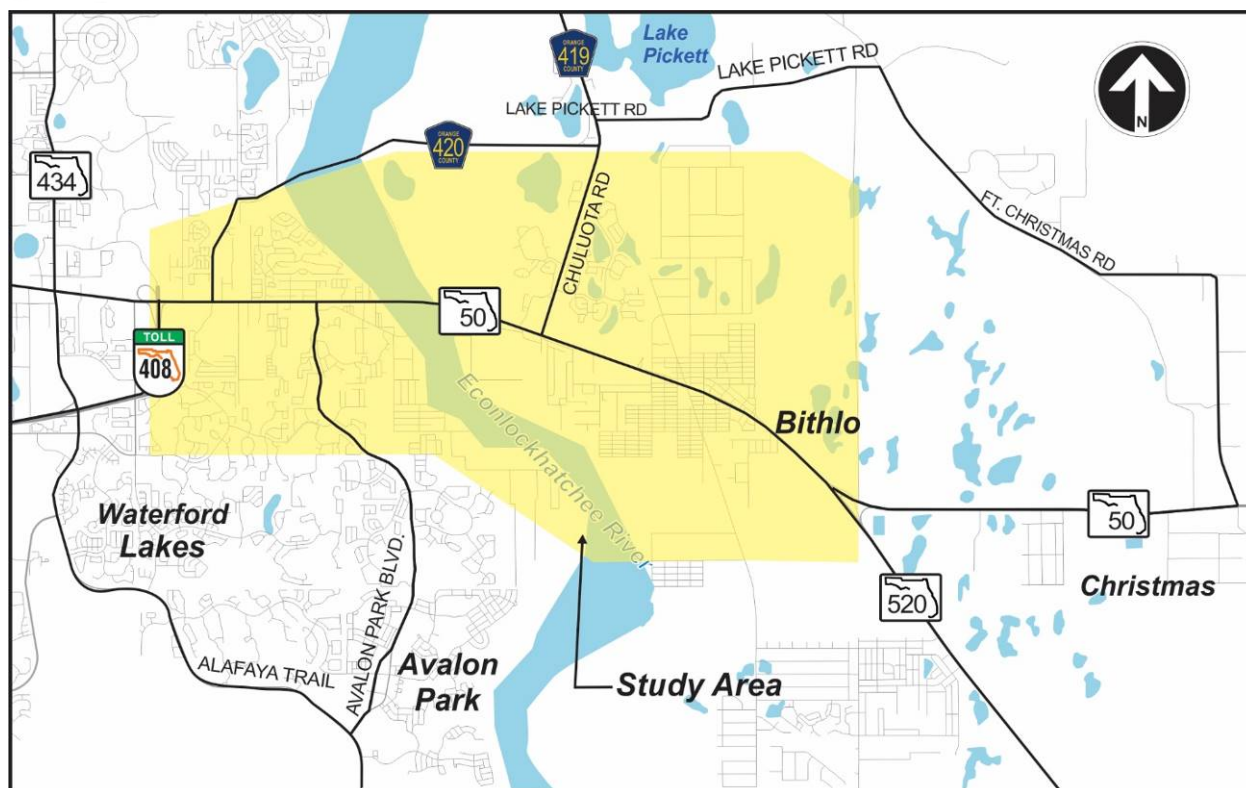 Lake
Pickett
ORANGE
419
COUNTY
LAKE PICKETT RD
LAKE PICKETT RD
N
ORANGE
420
COUNTY
434
CHULUOTA RD
FT. CHRISTMAS RD
50
TOLL
408
Econlockhatchee River
Bithlo
Waterford
Lakes
50
AVALON PARK BLVD.
Christmas
520
ALAFAYA TRAIL
Avalon
Park
Study Area